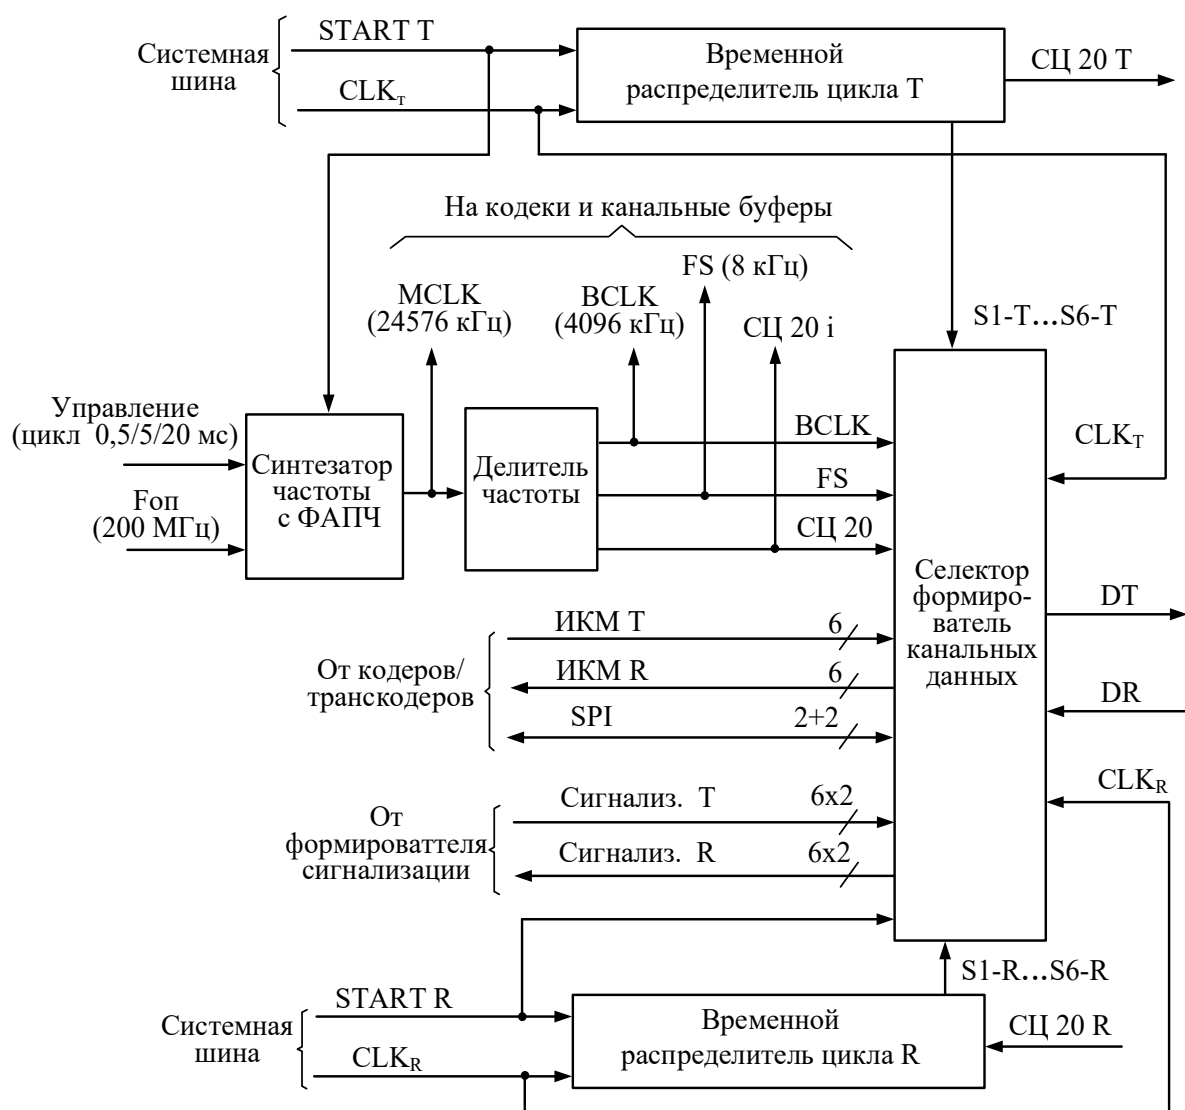 START T
Системная
шина
CLKт
Временной
распределитель цикла T
СЦ 20 T
На кодеки и канальные буферы
FS (8 кГц)
MCLK
(24576 кГц)
BCLK
(4096 кГц)
СЦ 20 i
S1-T...S6-T
Управление
(цикл 0,5/5/20 мс)
Fоп
(200 МГц)
Синтезатор
частоты
с ФАПЧ
Делитель
частоты
BCLK
FS
СЦ 20
CLKT
Селектор
формиро-
ватель
канальных
данных
DT
DR
CLKR
От кодеров/
транскодеров
ИКМ T
6
ИКМ R
6
SPI
2+2
От
формироваттеля
сигнализации
Сигнализ. T
6x2
Сигнализ. R
6x2
S1-R...S6-R
Системная
шина
START R
CLKR
Временной
распределитель цикла R
СЦ 20 R